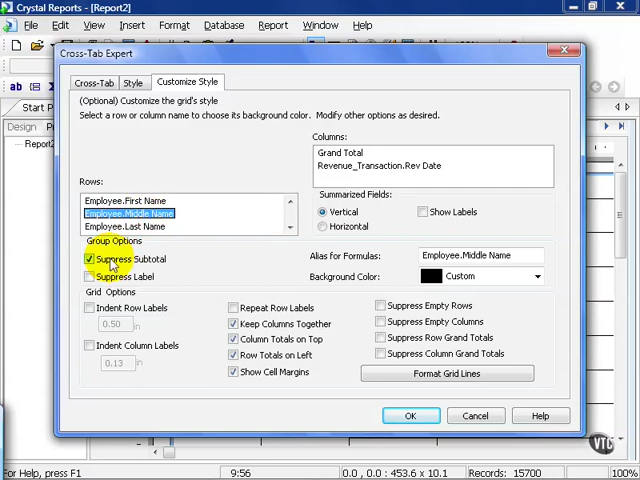 Crystal Reports - [Report2]
File Edit View Insert Format Database Report Window Help
ab
Start P
Design
Report2
Cross-Tab Expert
Cross-Tab Style Customize Style
(Optional) Customize the grid's style
Select a row or column name to choose its background color. Modify other options as desired.
Columns:
Grand Total
Revenue_Transaction.Rev Date
Rows:
Employee.First Name
Employee.Middle Name
Employee.Last Name
Summarized Fields:
Vertical Show Labels
Horizontal
Group Options
Suppress Subtotal
Suppress Label
Alias for Formulas: Employee.Middle Name
Background Color: Custom
Grid Options
Indent Row Labels
0.50 in
Indent Column Labels
0.13 in
Repeat Row Labels
Keep Columns Together
Column Totals on Top
Row Totals on Left
Show Cell Margins
Suppress Empty Rows
Suppress Empty Columns
Suppress Row Grand Totals
Suppress Column Grand Totals
Format Grid Lines
OK Cancel Help
VTC
For Help, press F1 9:56 0.0 , 0.0 : 453.6 x 10.1 Records: 15700